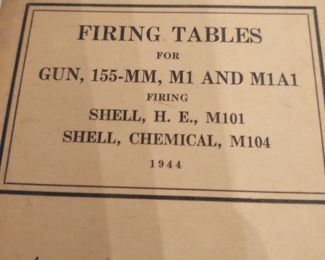 FIRING TABLES
FOR
GUN, 155-MM, M1 AND M1A1
FIRING
SHELL, H. E., M101
SHELL, CHEMICAL, M104
1944